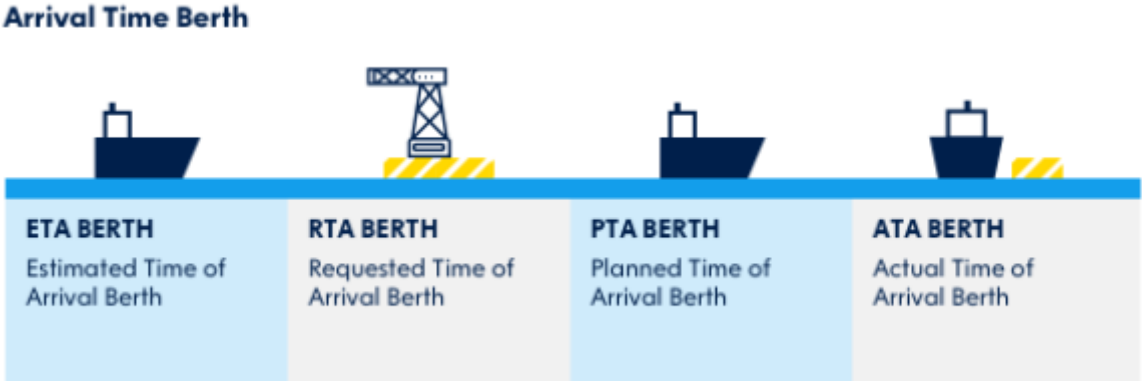 Arrival Time Berth
ETA BERTH
Estimated Time of
Arrival Berth
RTA BERTH
Requested Time of
Arrival Berth
PTA BERTH
Planned Time of
Arrival Berth
ATA BERTH
Actual Time of
Arrival Berth